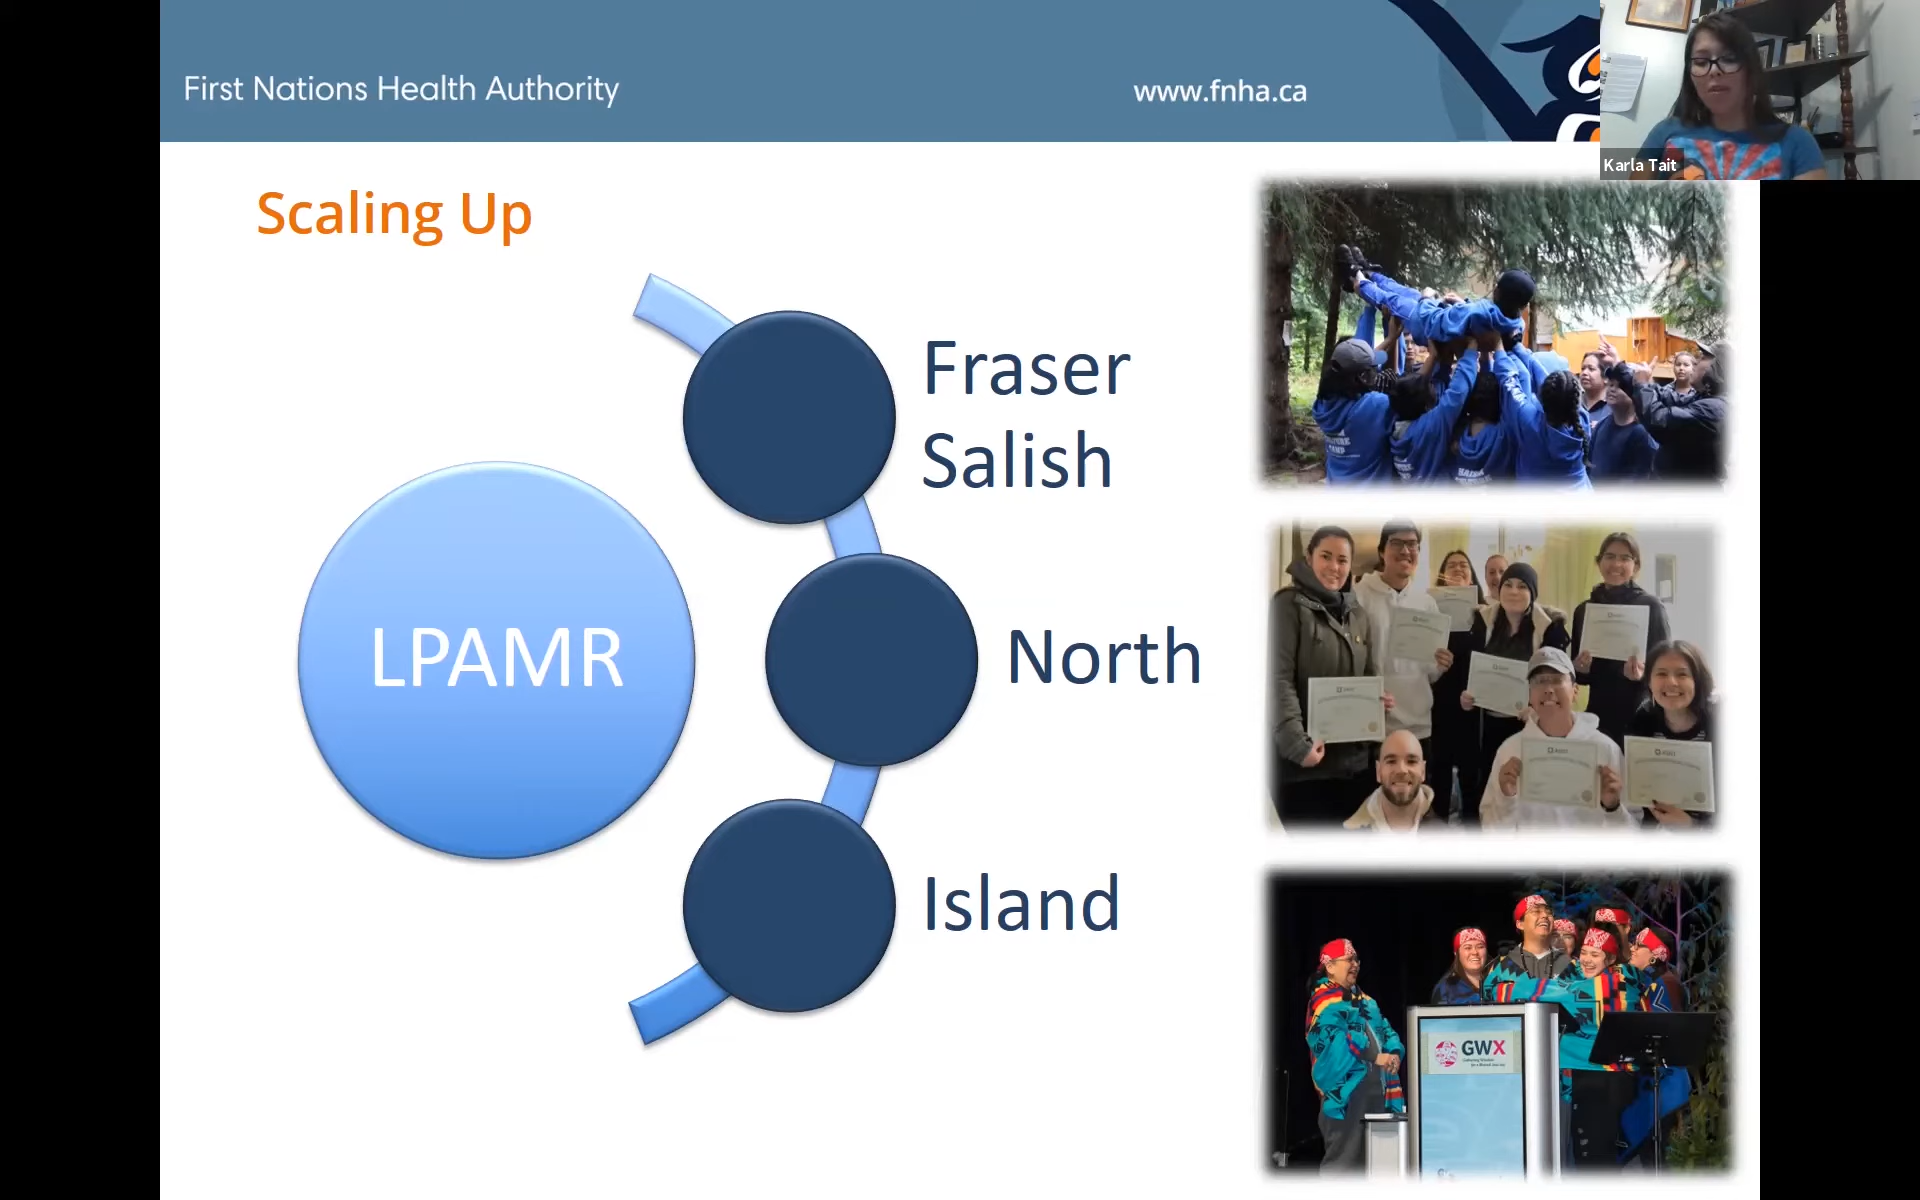 First Nations Health Authority
www.fnha.ca
Karla Tait
Scaling Up
Fraser
Salish
LPAMR
North
Island
GWX